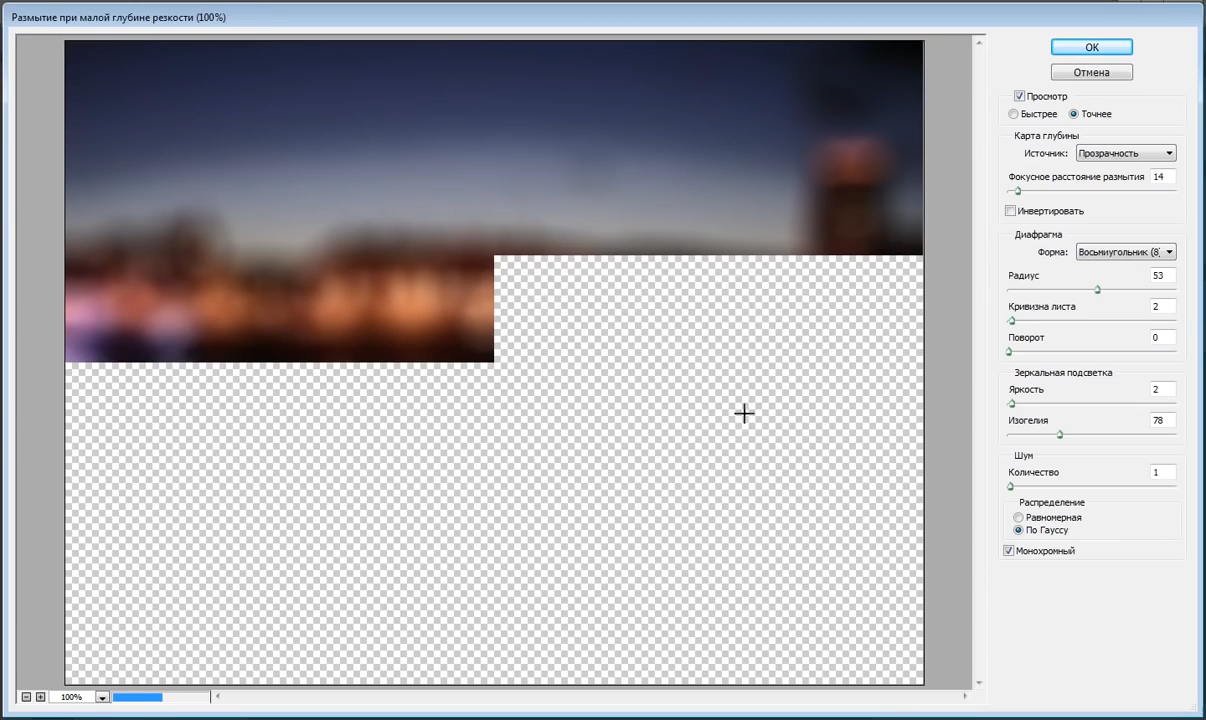 Размытие при малой глубине резкости (100%)
OK
Отмена
Просмотр
Быстрее Точнее
Карта глубины
Источник: Прозрачность
Фокусное расстояние размытия 14
Инвертировать
Диафрагма
Форма: Восьмиугольник (8)
Радиус 53
Кривизна листа 2
Поворот 0
Зеркальная подсветка
Яркость 2
Изогелия 78
Шум
Количество 1
Распределение
Равномерная
По Гауссу
Монохромный
100%